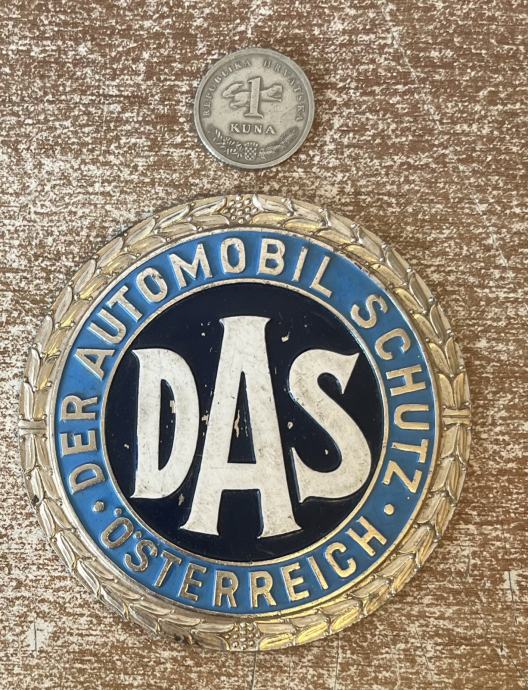 REPUBLIKA HRVATSKA
1
KUNA
DER AUTOMOBIL SCHUTZ
DAS
· ÖSTERREICH ·